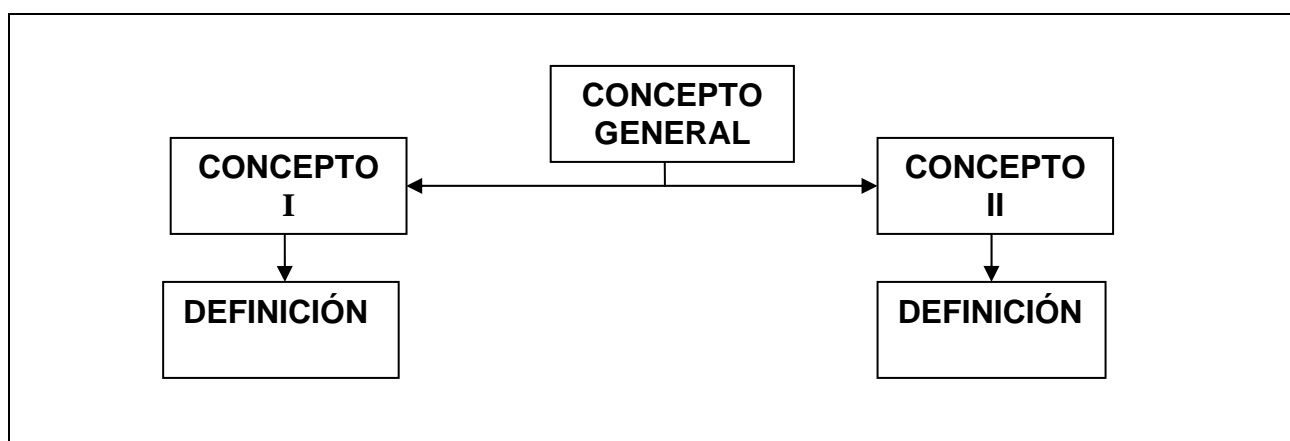 CONCEPTO
GENERAL
CONCEPTO
I
CONCEPTO
II
DEFINICIÓN
DEFINICIÓN